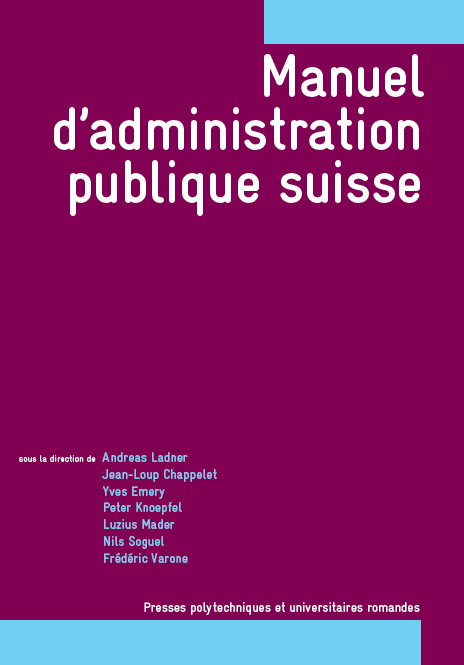 Manuel
d'administration
publique suisse
sous la direction de Andreas Ladner
Jean-Loup Chappelet
Yves Emery
Peter Knoepfel
Luzius Mader
Nils Soguel
Frédéric Varone
Presses polytechniques et universitaires romandes